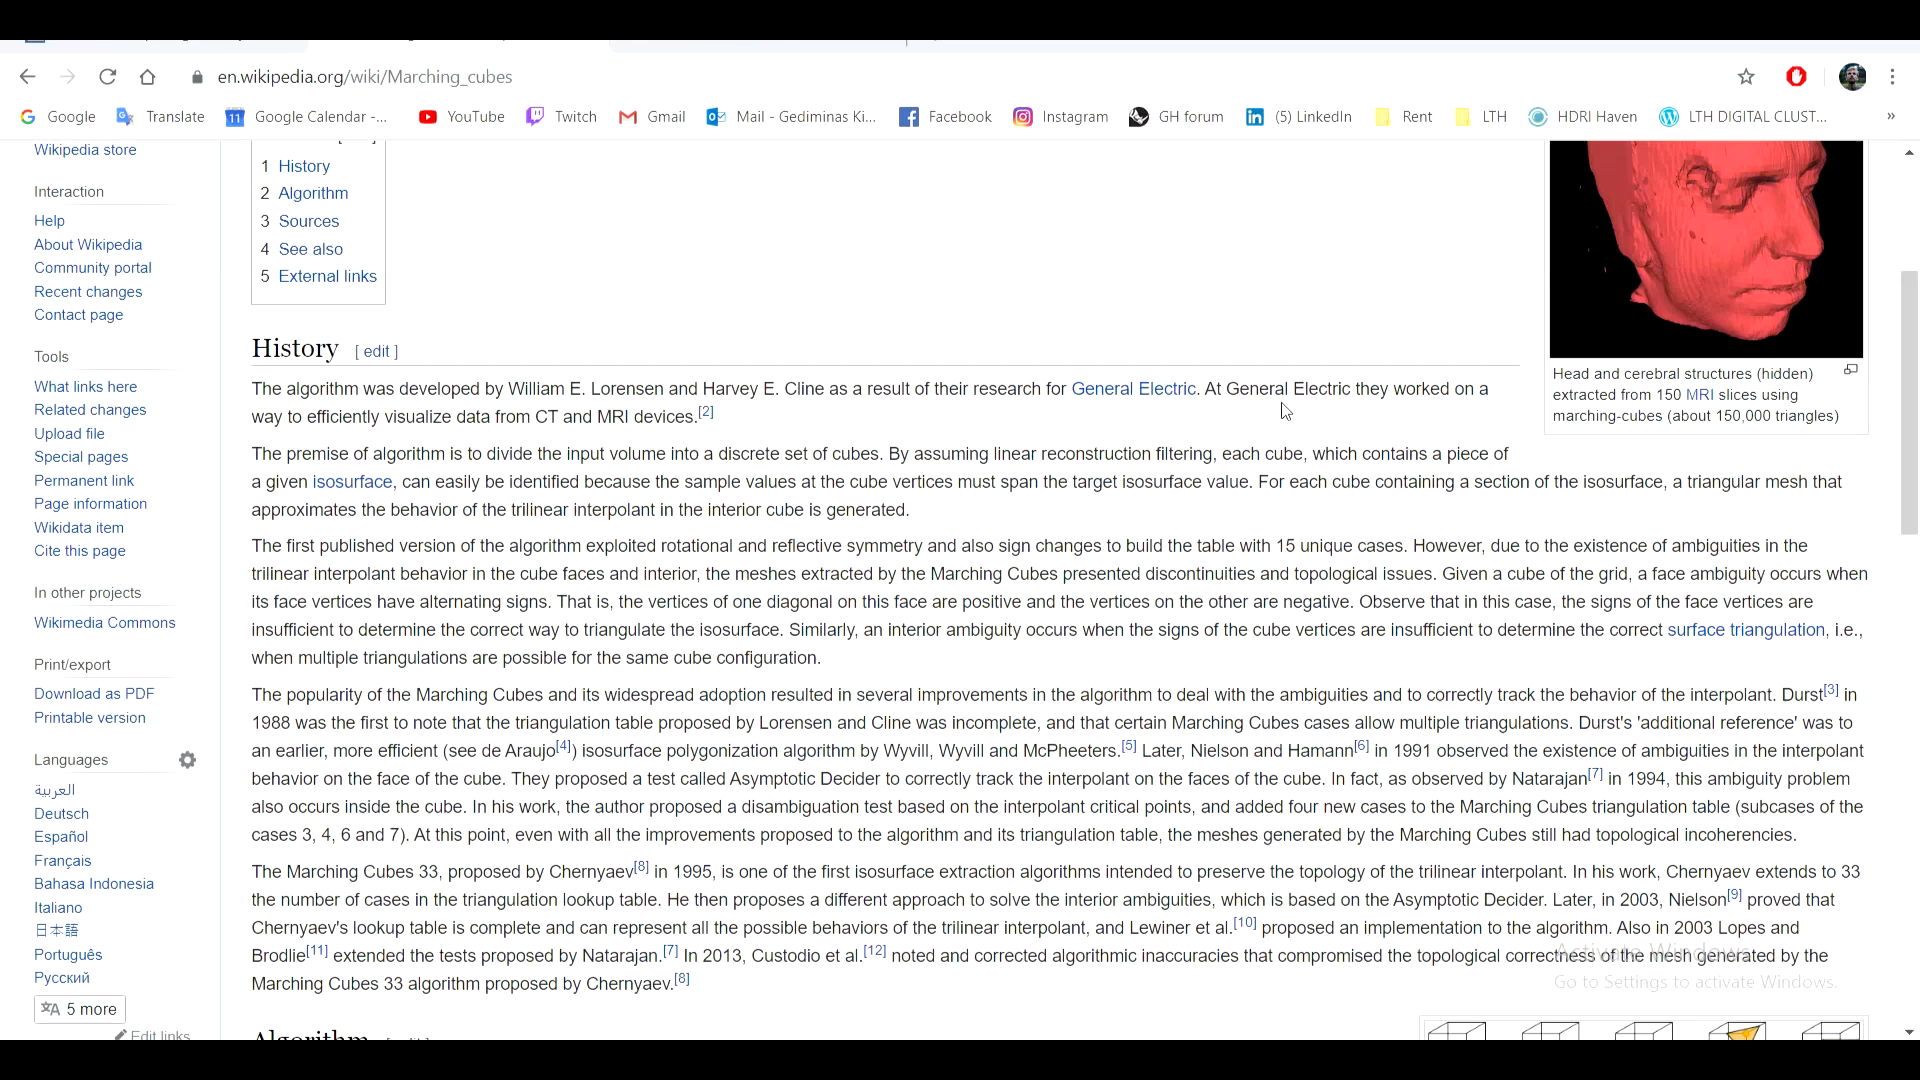 en.wikipedia.org/wiki/Marching_cubes
Google Translate Google Calendar -... YouTube Twitch Gmail Mail - Gediminas Ki... Facebook Instagram GH forum (5) LinkedIn Rent LTH HDRI Haven LTH DIGITAL CLUST... »
Wikipedia store
Interaction
Help
About Wikipedia
Community portal
Recent changes
Contact page
Tools
What links here
Related changes
Upload file
Special pages
Permanent link
Page information
Wikidata item
Cite this page
In other projects
Wikimedia Commons
Print/export
Download as PDF
Printable version
Languages
العربية
Deutsch
Español
Français
Bahasa Indonesia
Italiano
日本語
Português
Русский
5 more
Edit links
1 History
2 Algorithm
3 Sources
4 See also
5 External links
History [ edit ]
The algorithm was developed by William E. Lorensen and Harvey E. Cline as a result of their research for General Electric. At General Electric they worked on a
way to efficiently visualize data from CT and MRI devices.[2]
The premise of algorithm is to divide the input volume into a discrete set of cubes. By assuming linear reconstruction filtering, each cube, which contains a piece of
a given isosurface, can easily be identified because the sample values at the cube vertices must span the target isosurface value. For each cube containing a section of the isosurface, a triangular mesh that
approximates the behavior of the trilinear interpolant in the interior cube is generated.
The first published version of the algorithm exploited rotational and reflective symmetry and also sign changes to build the table with 15 unique cases. However, due to the existence of ambiguities in the
trilinear interpolant behavior in the cube faces and interior, the meshes extracted by the Marching Cubes presented discontinuities and topological issues. Given a cube of the grid, a face ambiguity occurs when
its face vertices have alternating signs. That is, the vertices of one diagonal on this face are positive and the vertices on the other are negative. Observe that in this case, the signs of the face vertices are
insufficient to determine the correct way to triangulate the isosurface. Similarly, an interior ambiguity occurs when the signs of the cube vertices are insufficient to determine the correct surface triangulation, i.e.,
when multiple triangulations are possible for the same cube configuration.
The popularity of the Marching Cubes and its widespread adoption resulted in several improvements in the algorithm to deal with the ambiguities and to correctly track the behavior of the interpolant. Durst[3] in
1988 was the first to note that the triangulation table proposed by Lorensen and Cline was incomplete, and that certain Marching Cubes cases allow multiple triangulations. Durst's 'additional reference' was to
an earlier, more efficient (see de Araujo[4]) isosurface polygonization algorithm by Wyvill, Wyvill and McPheeters.[5] Later, Nielson and Hamann[6] in 1991 observed the existence of ambiguities in the interpolant
behavior on the face of the cube. They proposed a test called Asymptotic Decider to correctly track the interpolant on the faces of the cube. In fact, as observed by Natarajan[7] in 1994, this ambiguity problem
also occurs inside the cube. In his work, the author proposed a disambiguation test based on the interpolant critical points, and added four new cases to the Marching Cubes triangulation table (subcases of the
cases 3, 4, 6 and 7). At this point, even with all the improvements proposed to the algorithm and its triangulation table, the meshes generated by the Marching Cubes still had topological incoherencies.
The Marching Cubes 33, proposed by Chernyaev[8] in 1995, is one of the first isosurface extraction algorithms intended to preserve the topology of the trilinear interpolant. In his work, Chernyaev extends to 33
the number of cases in the triangulation lookup table. He then proposes a different approach to solve the interior ambiguities, which is based on the Asymptotic Decider. Later, in 2003, Nielson[9] proved that
Chernyaev's lookup table is complete and can represent all the possible behaviors of the trilinear interpolant, and Lewiner et al.[10] proposed an implementation to the algorithm. Also in 2003 Lopes and
Brodlie[11] extended the tests proposed by Natarajan.[7] In 2013, Custodio et al.[12] noted and corrected algorithmic inaccuracies that compromised the topological correctness of the mesh generated by the
Marching Cubes 33 algorithm proposed by Chernyaev.[8]
Algorithm [ edit ]
Head and cerebral structures (hidden)
extracted from 150 MRI slices using
marching-cubes (about 150,000 triangles)
Activate Windows
Go to Settings to activate Windows.